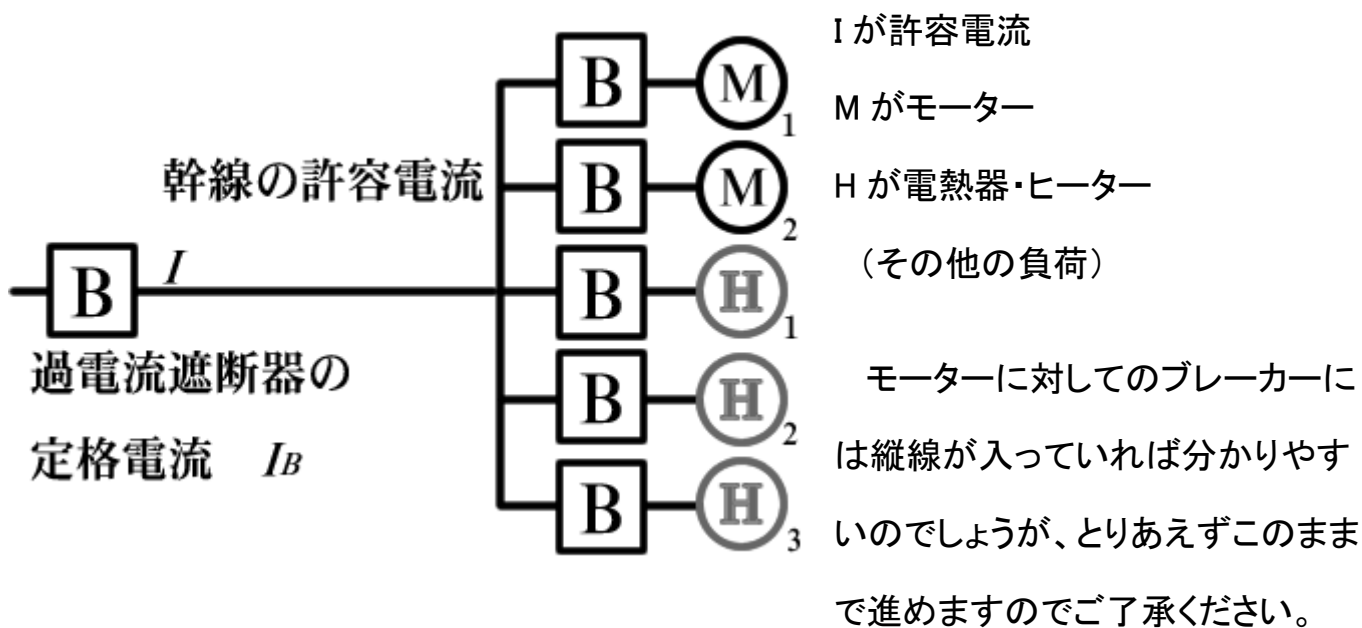 B M 1
幹線の許容電流 B M 2
B I B H 1
過電流遮断器の B H 2
定格電流 IB B H 3
I が許容電流
M がモーター
H が電熱器・ヒーター
（その他の負荷）
モーターに対してのブレーカーに
は縦線が入っていれば分かりやす
いのでしょうが、とりあえずこのまま
で進めますのでご了承ください。